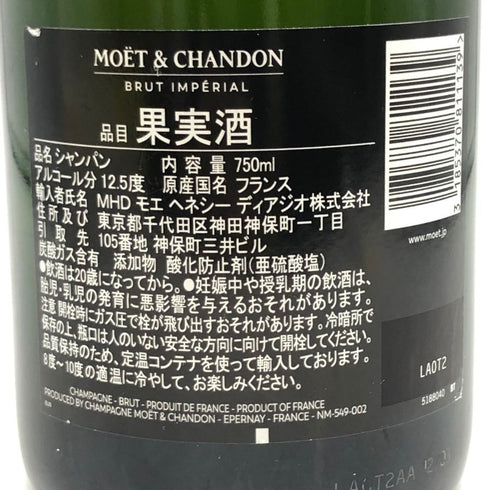 MOËT & CHANDON
BRUT IMPÉRIAL
品目 果実酒
品名 シャンパン 内容量 750ml
アルコール分 12.5度 原産国名 フランス
輸入者氏名 MHD モエ ヘネシー ディアジオ株式会社
住所及び 東京都千代田区神田神保町一丁目
引取先 105番地 神保町三井ビル
炭酸ガス含有 添加物 酸化防止剤(亜硫酸塩)
●飲酒は20歳になってから。●妊娠中や授乳期の飲酒は、
胎児・乳児の発育に悪影響を与えるおそれがあります。
注意 開栓時にガス圧で栓が飛び出すおそれがあります。冷暗所で
保存の上、瓶口は人のいない安全な方向に向けて開栓してください。
品質保持のため、定温コンテナを使って輸入しております。
8度~10度の適温に冷やして、お楽しみください。
CHAMPAGNE - BRUT - PRODUIT DE FRANCE - PRODUCT OF FRANCE
PRODUCED BY CHAMPAGNE MOËT & CHANDON - EPERNAY - FRANCE - NM-549-002
3185370811139>
www.moet.jp
LA0T2
5188040 BT